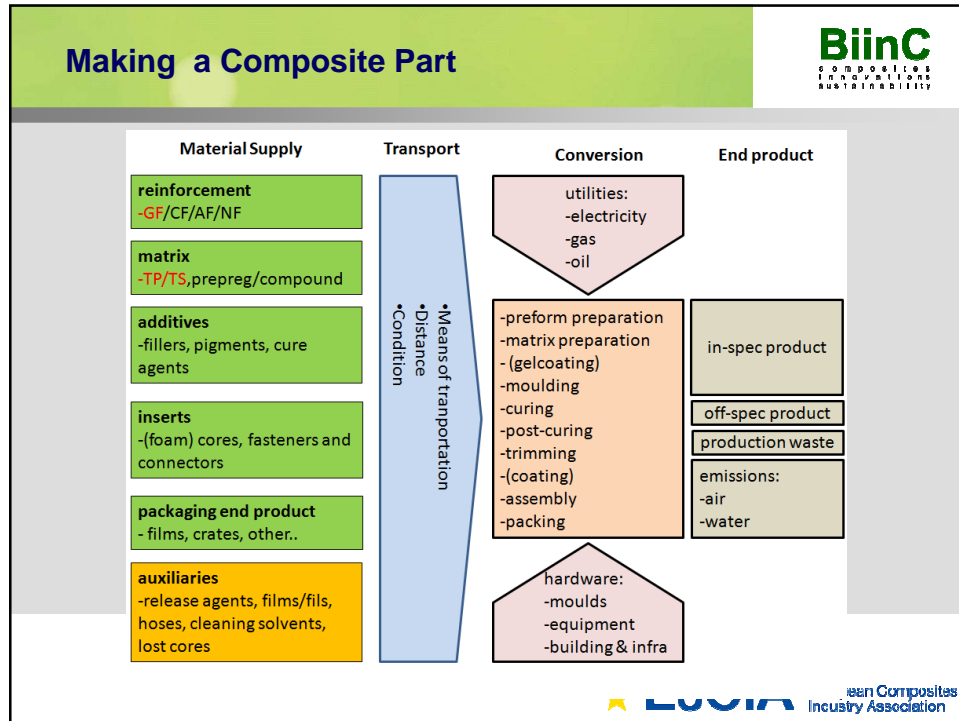 Making a Composite Part
BiinC
composites
innovations
sustainability
Material Supply
reinforcement
-GF/CF/AF/NF
matrix
-TP/TS,prepreg/compound
additives
-fillers, pigments, cure
agents
inserts
-(foam) cores, fasteners and
connectors
packaging end product
- films, crates, other..
auxiliaries
-release agents, films/fils,
hoses, cleaning solvents,
lost cores
Transport
•Means of tranportation
•Distance
•Condition
Conversion
utilities:
-electricity
-gas
-oil
-preform preparation
-matrix preparation
- (gelcoating)
-moulding
-curing
-post-curing
-trimming
-(coating)
-assembly
-packing
hardware:
-moulds
-equipment
-building & infra
End product
in-spec product
off-spec product
production waste
emissions:
-air
-water
Composites
Industry Association